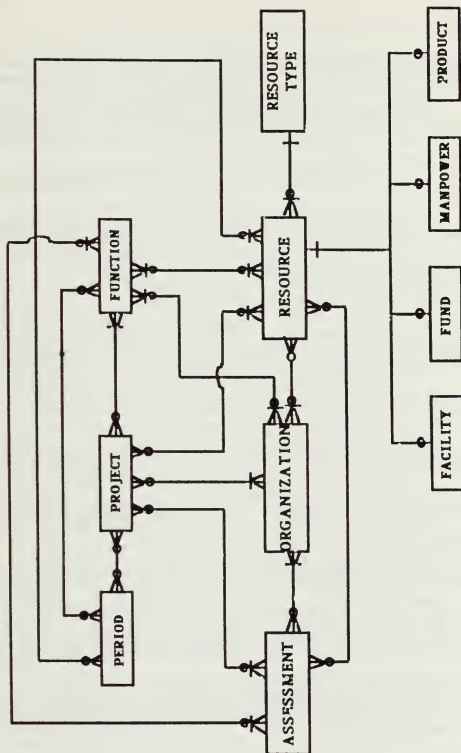 PERIOD
PROJECT
FUNCTION
ASSESSMENT
ORGANIZATION
RESOURCE
RESOURCE
TYPE
FACILITY
FUND
MANPOWER
PRODUCT